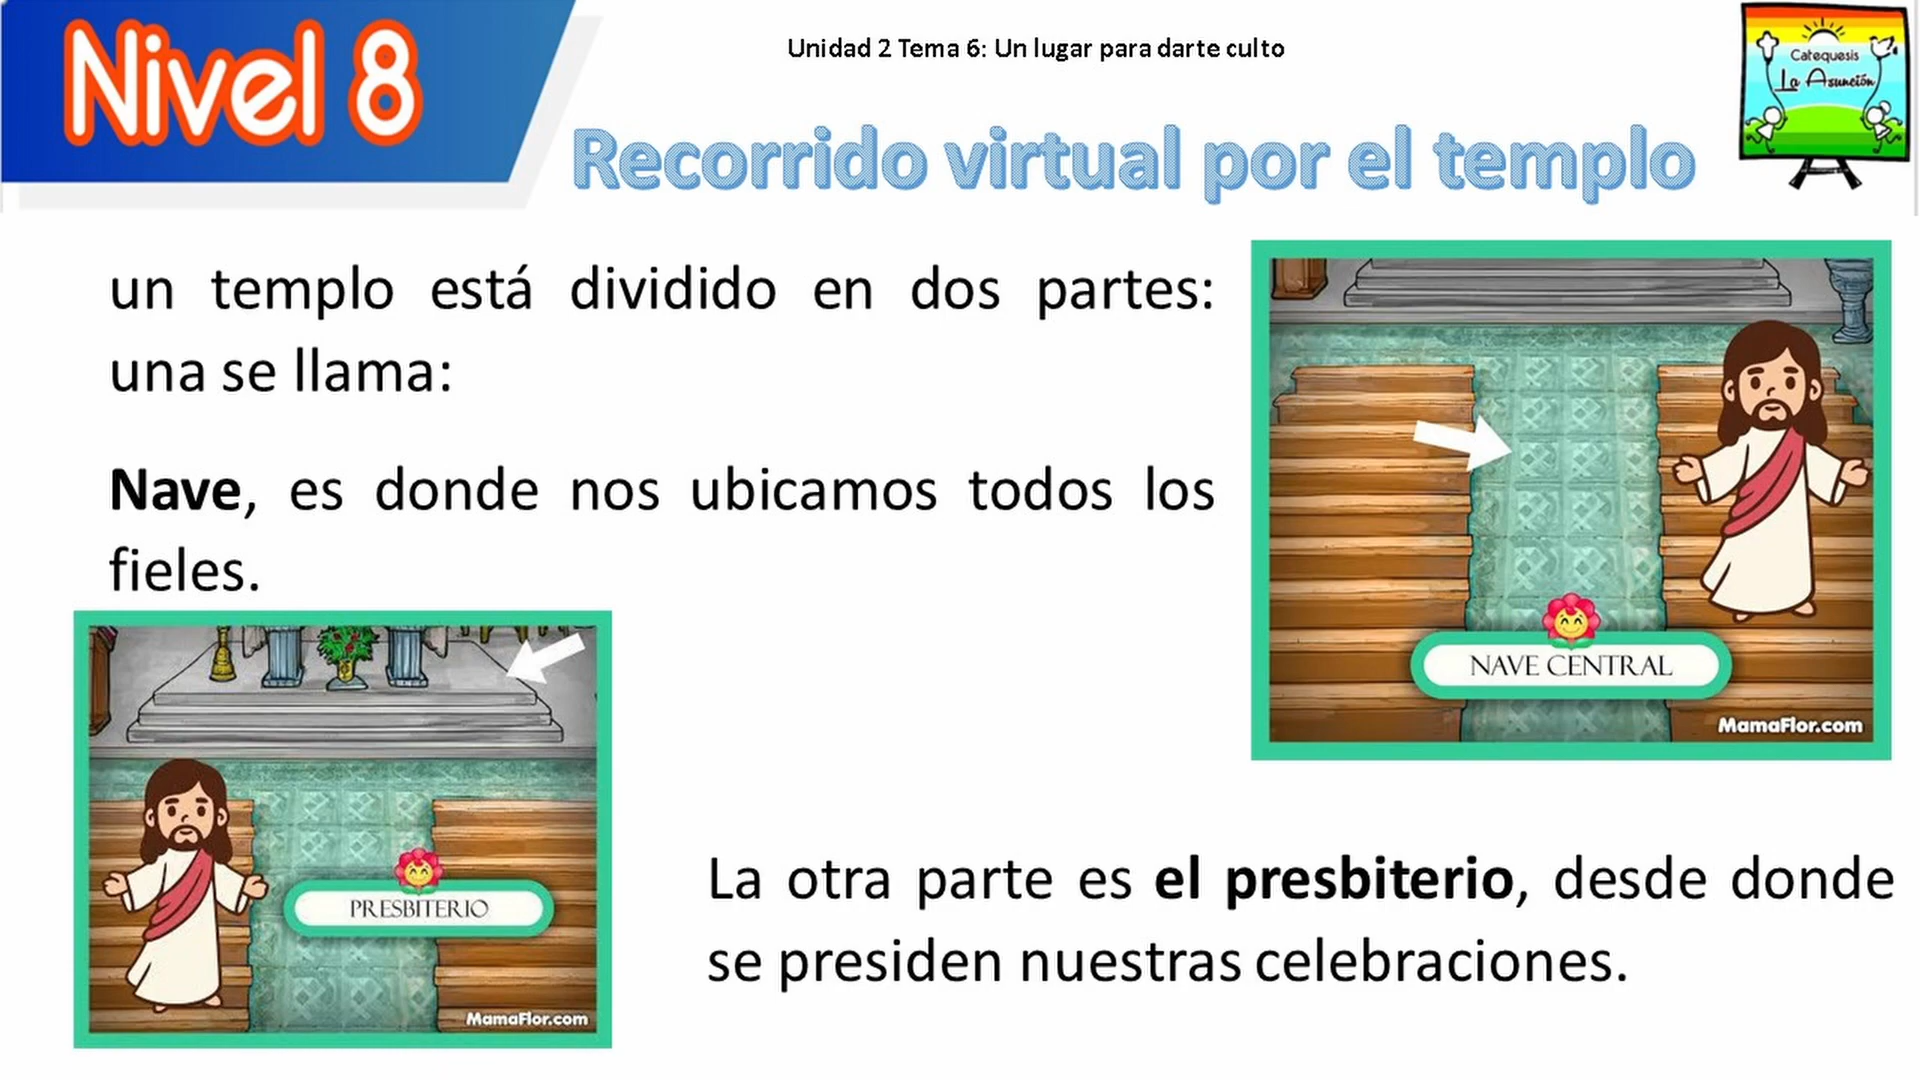 Nivel 8
Unidad 2 Tema 6: Un lugar para darte culto
Catequesis
La Asunción
Recorrido virtual por el templo
un templo está dividido en dos partes:
una se llama:
Nave, es donde nos ubicamos todos los
fieles.
NAVE CENTRAL
MamaFlor.com
PRESBITERIO
MamaFlor.com
La otra parte es el presbiterio, desde donde
se presiden nuestras celebraciones.